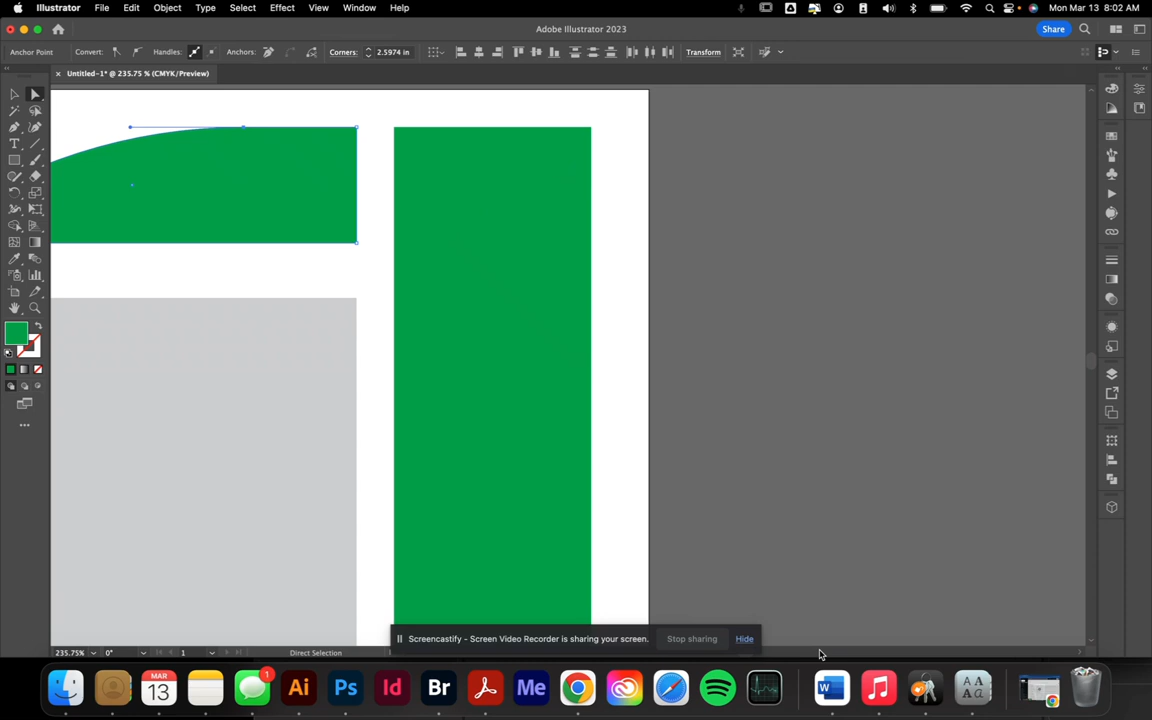 Illustrator File Edit Object Type Select Effect View Window Help Mon Mar 13 8:02 AM
Adobe Illustrator 2023 Share
Anchor Point Convert: Handles: Anchors: Corners: 2.5974 in Transform
× Untitled-1* @ 235.75 % (CMYK/Preview)
T
Screencastify - Screen Video Recorder is sharing your screen. Stop sharing Hide
235.75% 0° 1 Direct Selection
MAR
13
1
Ai
Ps
Id
Br
Me
W
A A
A G